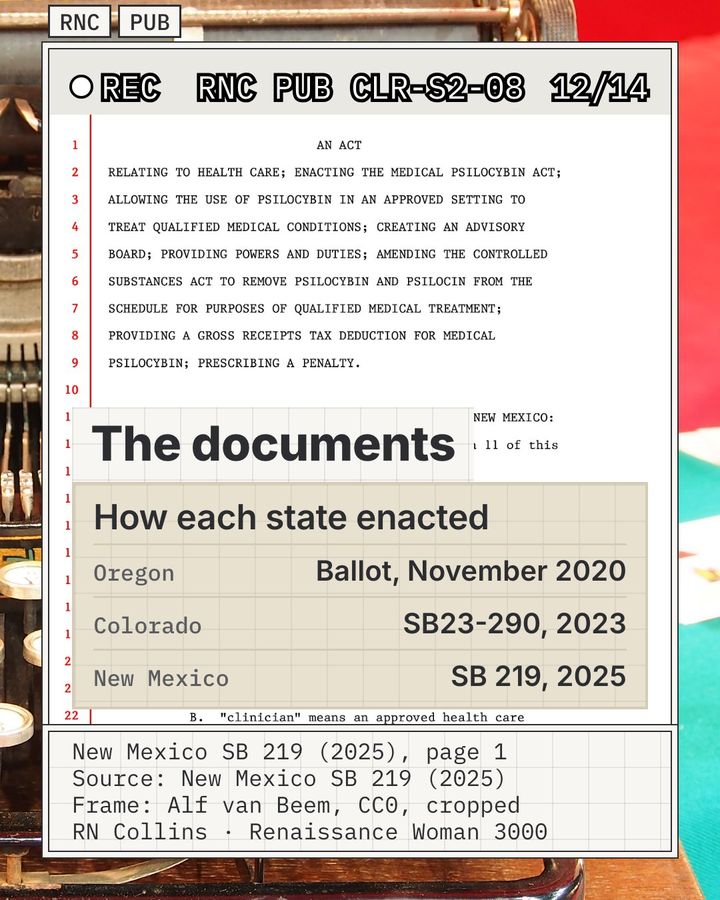 RNC PUB
REC RNC PUB CLR-S2-08 12/14
1 AN ACT
2 RELATING TO HEALTH CARE; ENACTING THE MEDICAL PSILOCYBIN ACT;
3 ALLOWING THE USE OF PSILOCYBIN IN AN APPROVED SETTING TO
4 TREAT QUALIFIED MEDICAL CONDITIONS; CREATING AN ADVISORY
5 BOARD; PROVIDING POWERS AND DUTIES; AMENDING THE CONTROLLED
6 SUBSTANCES ACT TO REMOVE PSILOCYBIN AND PSILOCIN FROM THE
7 SCHEDULE FOR PURPOSES OF QUALIFIED MEDICAL TREATMENT;
8 PROVIDING A GROSS RECEIPTS TAX DEDUCTION FOR MEDICAL
9 PSILOCYBIN; PRESCRIBING A PENALTY.
10
NEW MEXICO:
11 of this
The documents
How each state enacted
Oregon Ballot, November 2020
Colorado SB23-290, 2023
New Mexico SB 219, 2025
22 B. "clinician" means an approved health care
New Mexico SB 219 (2025), page 1
Source: New Mexico SB 219 (2025)
Frame: Alf van Beem, CC0, cropped
RN Collins · Renaissance Woman 3000